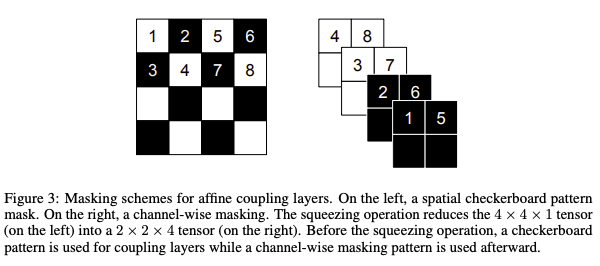 1 2 5 6
3 4 7 8
4 8
3 7
2 6
1 5
Figure 3: Masking schemes for affine coupling layers. On the left, a spatial checkerboard pattern
mask. On the right, a channel-wise masking. The squeezing operation reduces the 4 × 4 × 1 tensor
(on the left) into a 2 × 2 × 4 tensor (on the right). Before the squeezing operation, a checkerboard
pattern is used for coupling layers while a channel-wise masking pattern is used afterward.